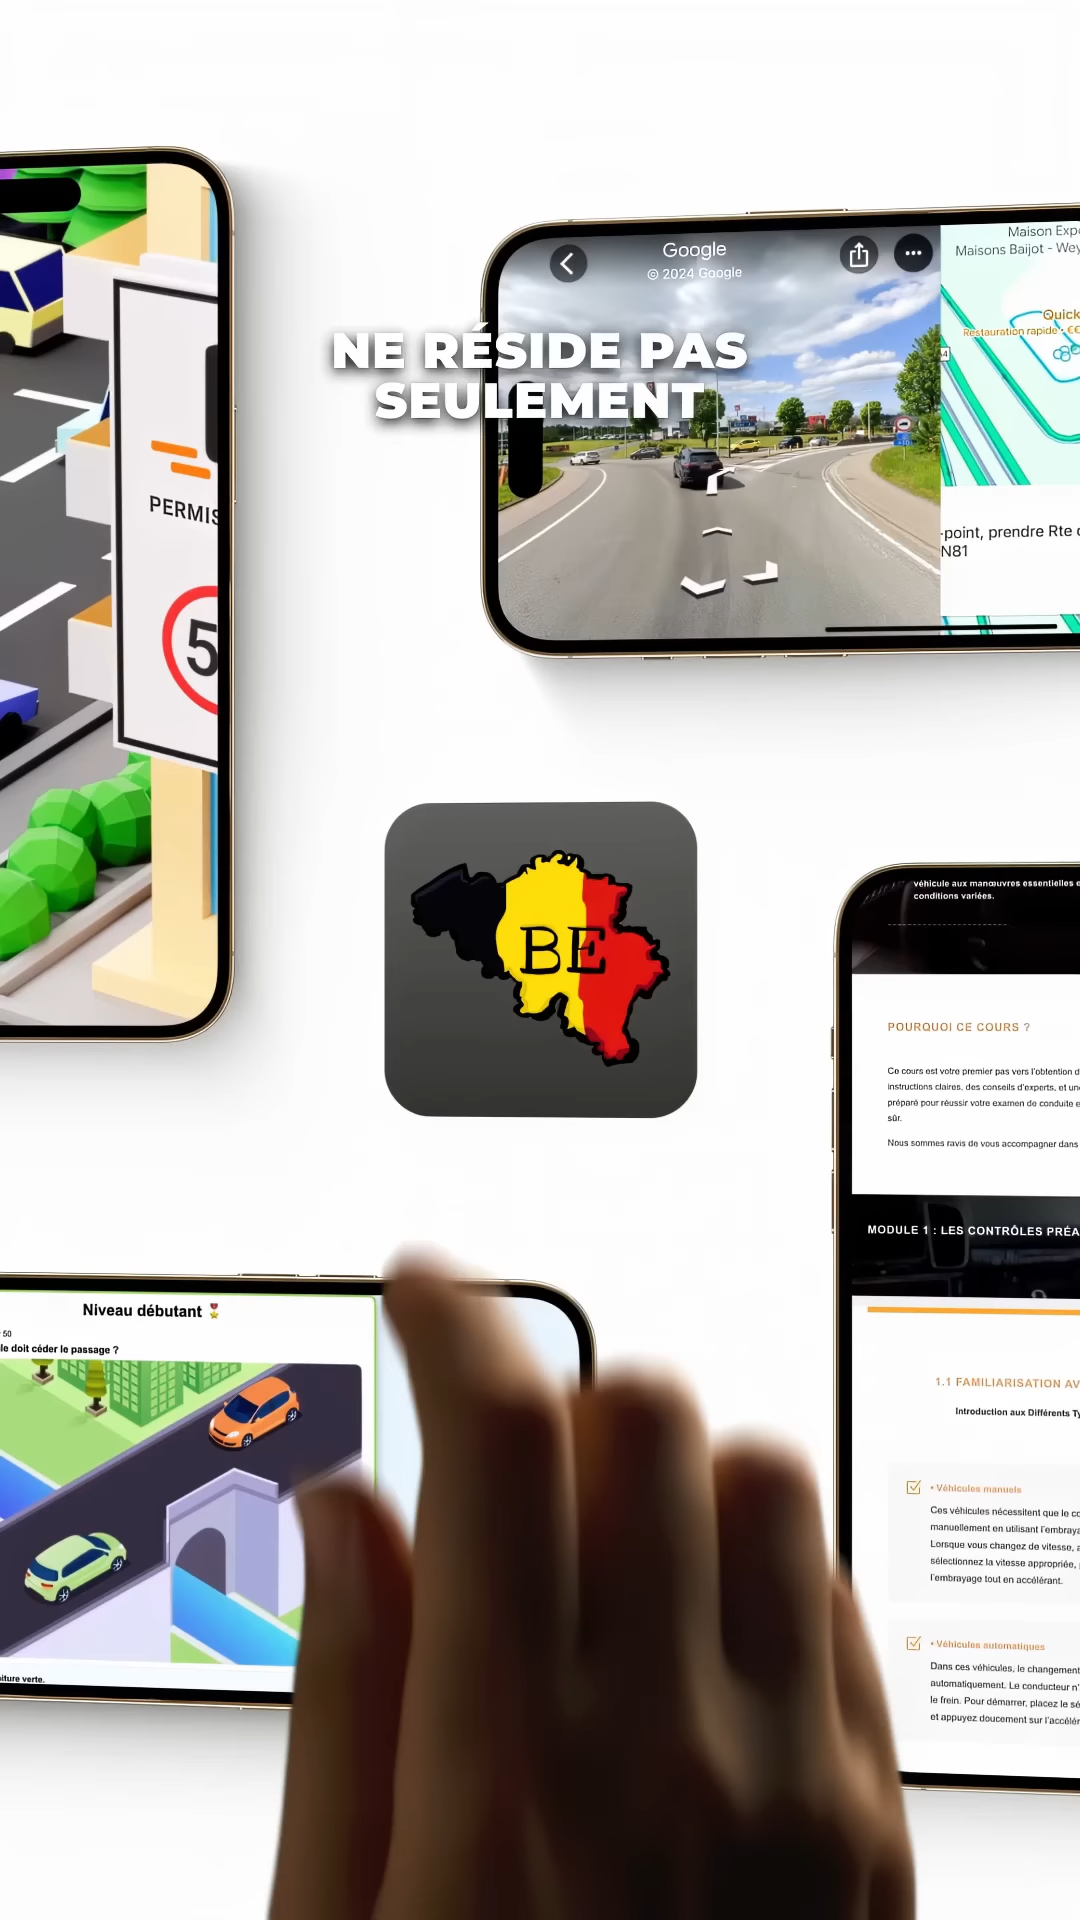 Google
© 2024 Google
Maison Exp
Maisons Baijot - Wey
Quick
Restauration rapide • €€
NE RÉSIDE PAS
SEULEMENT
-point, prendre Rte
N81
PERMIS
5
BE
véhicule aux manœuvres essentielles e
conditions variées.
POURQUOI CE COURS ?
Ce cours est votre premier pas vers l'obtention d
instructions claires, des conseils d'experts, et un
préparé pour réussir votre examen de conduite e
sûr.
Nous sommes ravis de vous accompagner dans
MODULE 1 : LES CONTRÔLES PRÉA
Niveau débutant
50
le doit céder le passage ?
iture verte.
1.1 FAMILIARISATION AV
Introduction aux Différents Ty
• Véhicules manuels
Ces véhicules nécessitent que le co
manuellement en utilisant l'embraya
Lorsque vous changez de vitesse, a
sélectionnez la vitesse appropriée,
l'embrayage tout en accélérant.
• Véhicules automatiques
Dans ces véhicules, le changement
automatiquement. Le conducteur n'
le frein. Pour démarrer, placez le sé
et appuyez doucement sur l'accélér